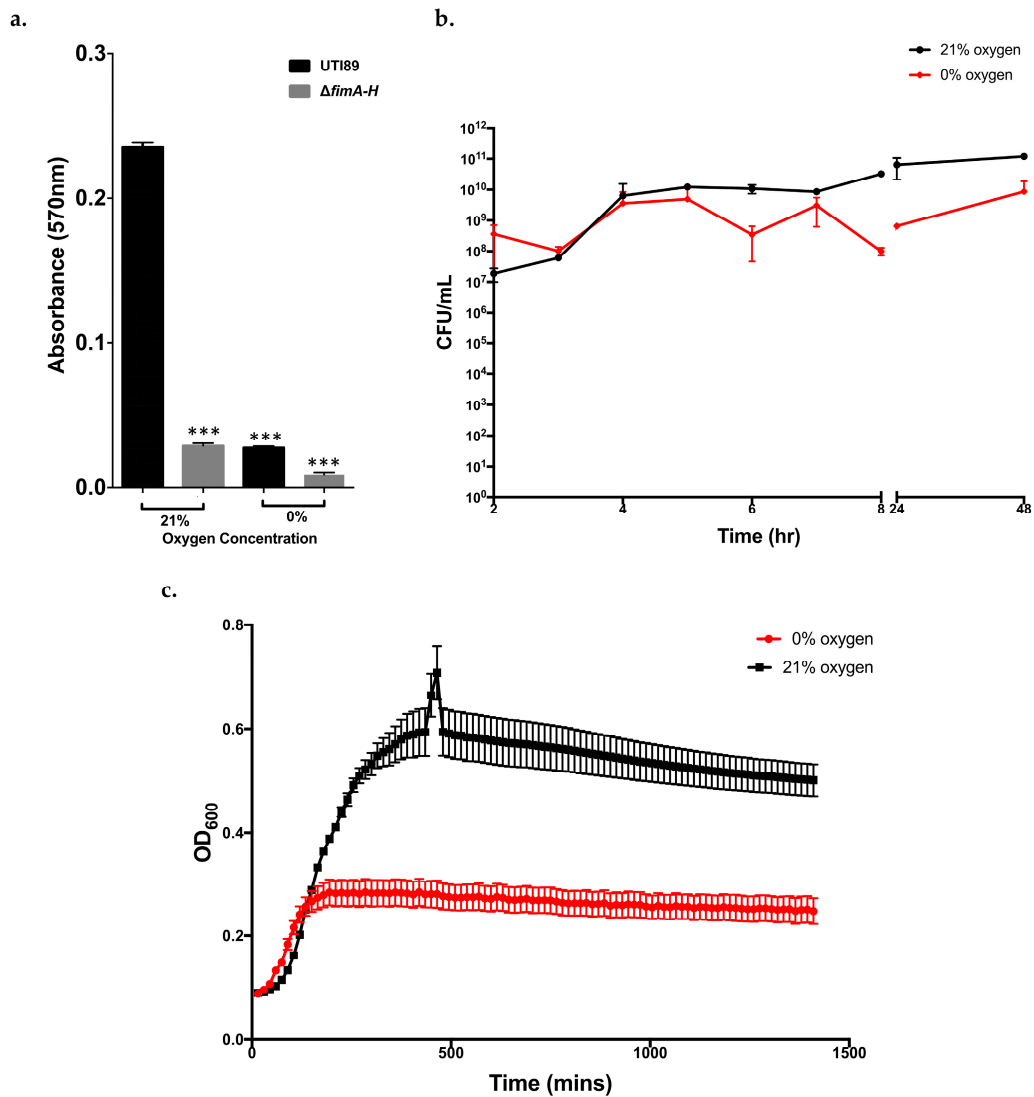 a.
Absorbance (570nm)
0.3
0.2
0.1
0.0
UTI89
ΔfimA-H
***
***
***
21%
0%
Oxygen Concentration
b.
21% oxygen
0% oxygen
CFU/mL
10¹²
10¹¹
10¹⁰
10⁹
10⁸
10⁷
10⁶
10⁵
10⁴
10³
10²
10¹
10⁰
2 4 6 8 24 48
Time (hr)
c.
0% oxygen
21% oxygen
OD₆₀₀
0.8
0.6
0.4
0.2
0.0
0 500 1000 1500
Time (mins)